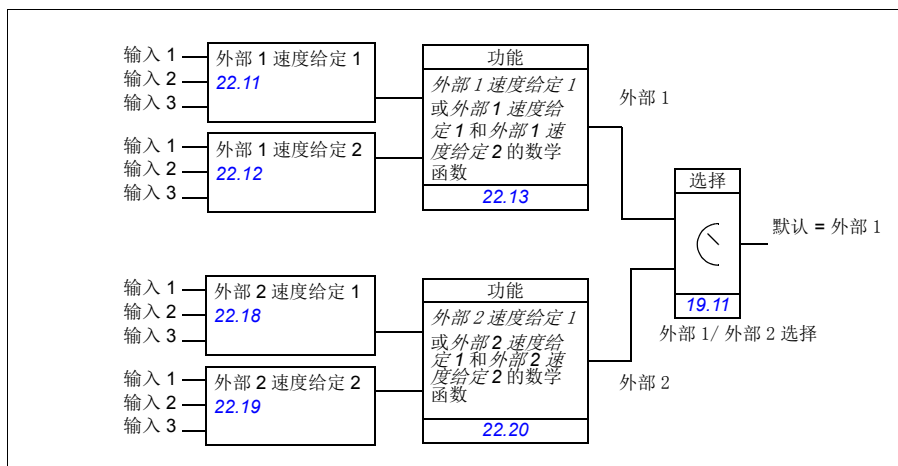 输入 1
输入 2
输入 3
外部 1 速度给定 1
22.11
输入 1
输入 2
输入 3
外部 1 速度给定 2
22.12
功能
外部 1 速度给定 1
或外部 1 速度给
定 1 和外部 1 速
度给定 2 的数学
函数
22.13
外部 1
选择
19.11
默认 = 外部 1
外部 1/ 外部 2 选择
输入 1
输入 2
输入 3
外部 2 速度给定 1
22.18
输入 1
输入 2
输入 3
外部 2 速度给定 2
22.19
功能
外部 2 速度给定 1
或外部 2 速度给
定 1 和外部 2 速
度给定 2 的数学
函数
22.20
外部 2